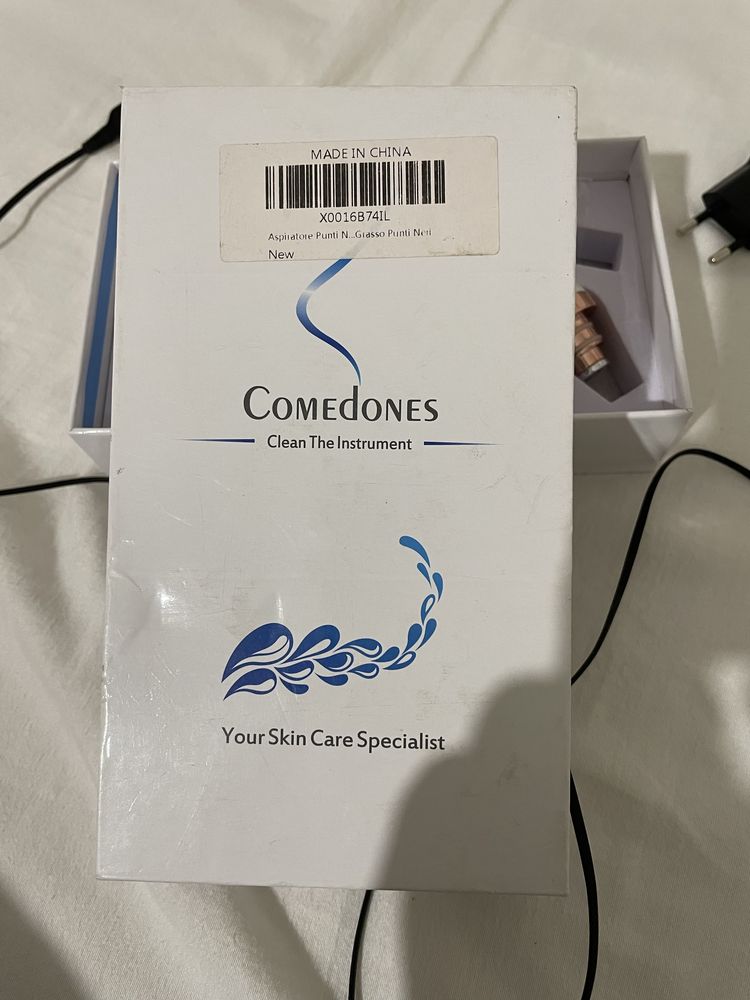 MADE IN CHINA
X0016B74IL
Aspiratore Punti N...Grasso Punti Neri
New
COMEdONES
Clean The Instrument
Your Skin Care Specialist